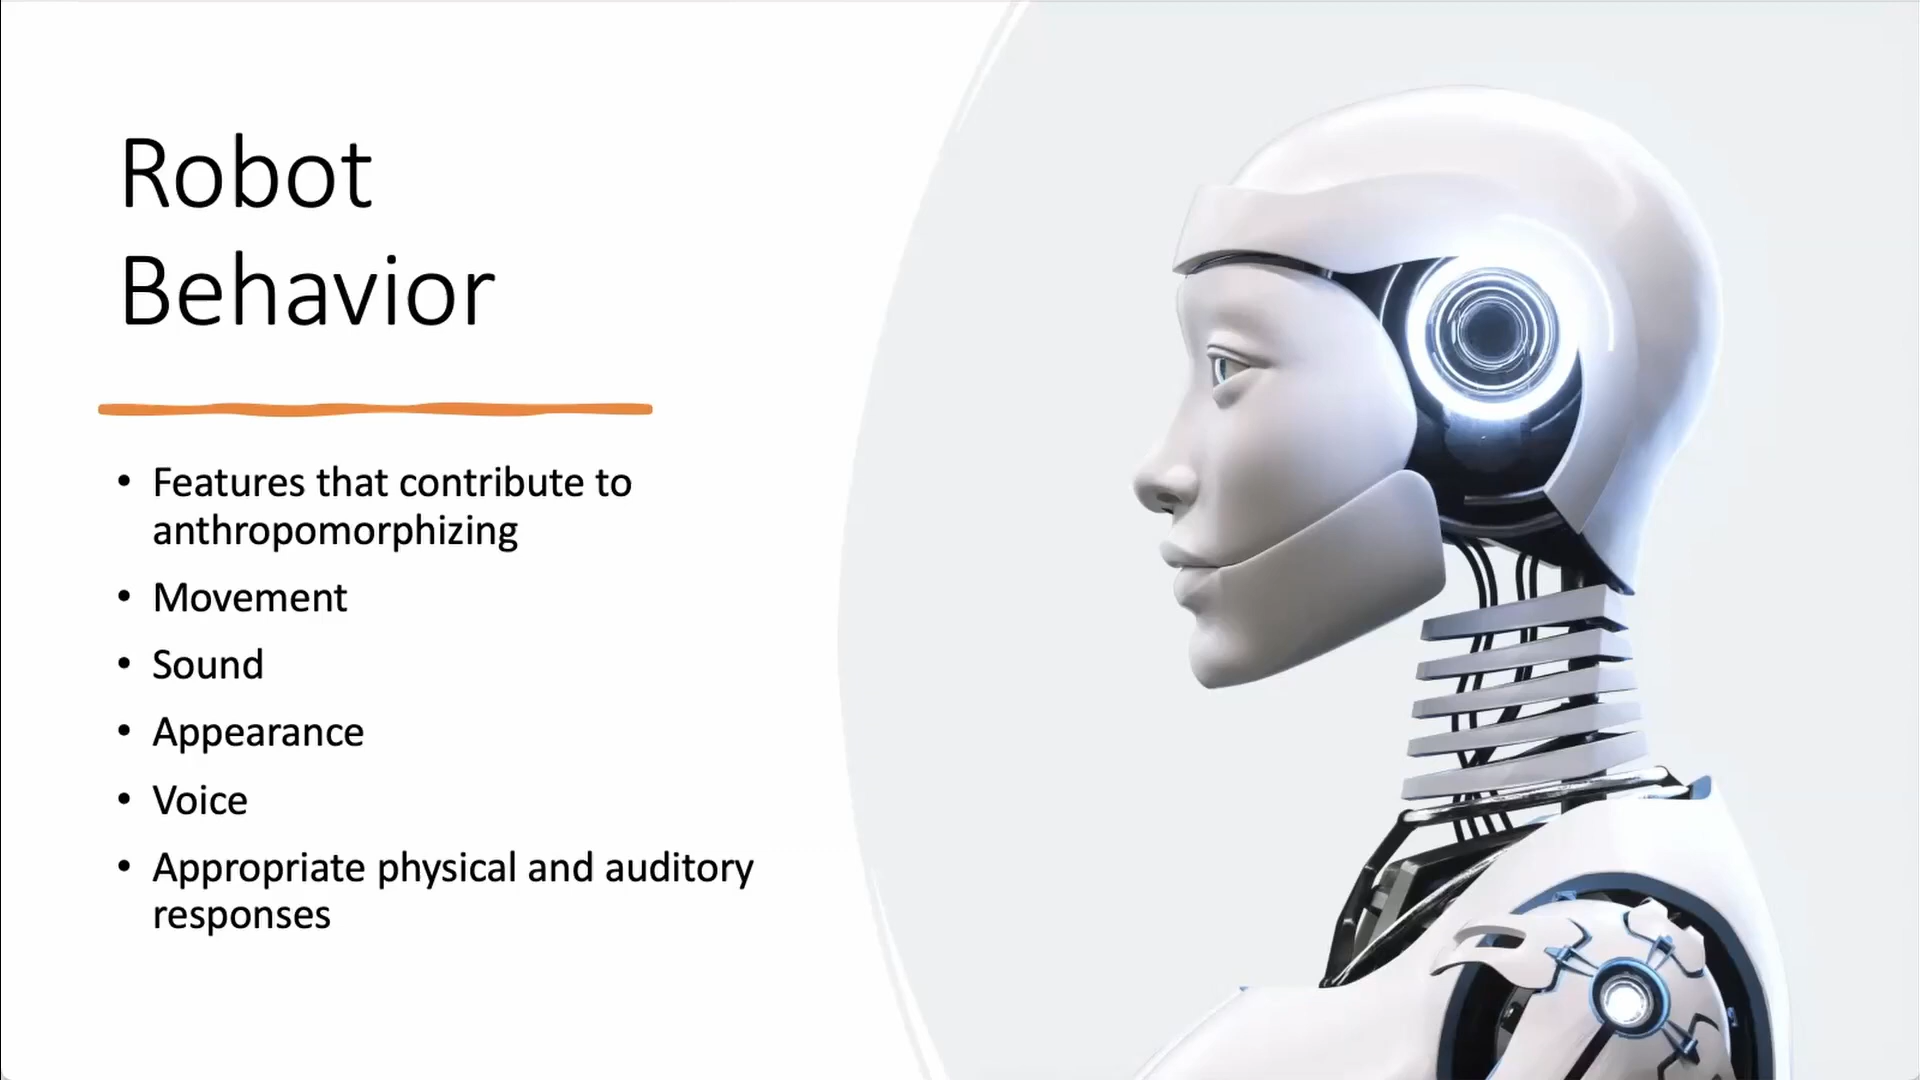 Robot
Behavior
• Features that contribute to
anthropomorphizing
• Movement
• Sound
• Appearance
• Voice
• Appropriate physical and auditory
responses